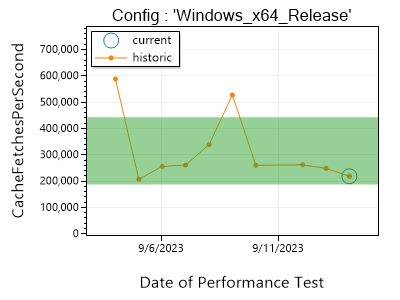 Config : 'Windows_x64_Release'
current
historic
CacheFetchesPerSecond
700,000
600,000
500,000
400,000
300,000
200,000
100,000
0
9/6/2023
9/11/2023
Date of Performance Test